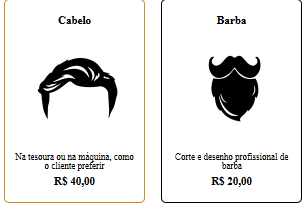 Cabelo
Na tesoura ou na máquina, como
o cliente preferir
R$ 40,00
Barba
Corte e desenho profissional de
barba
R$ 20,00